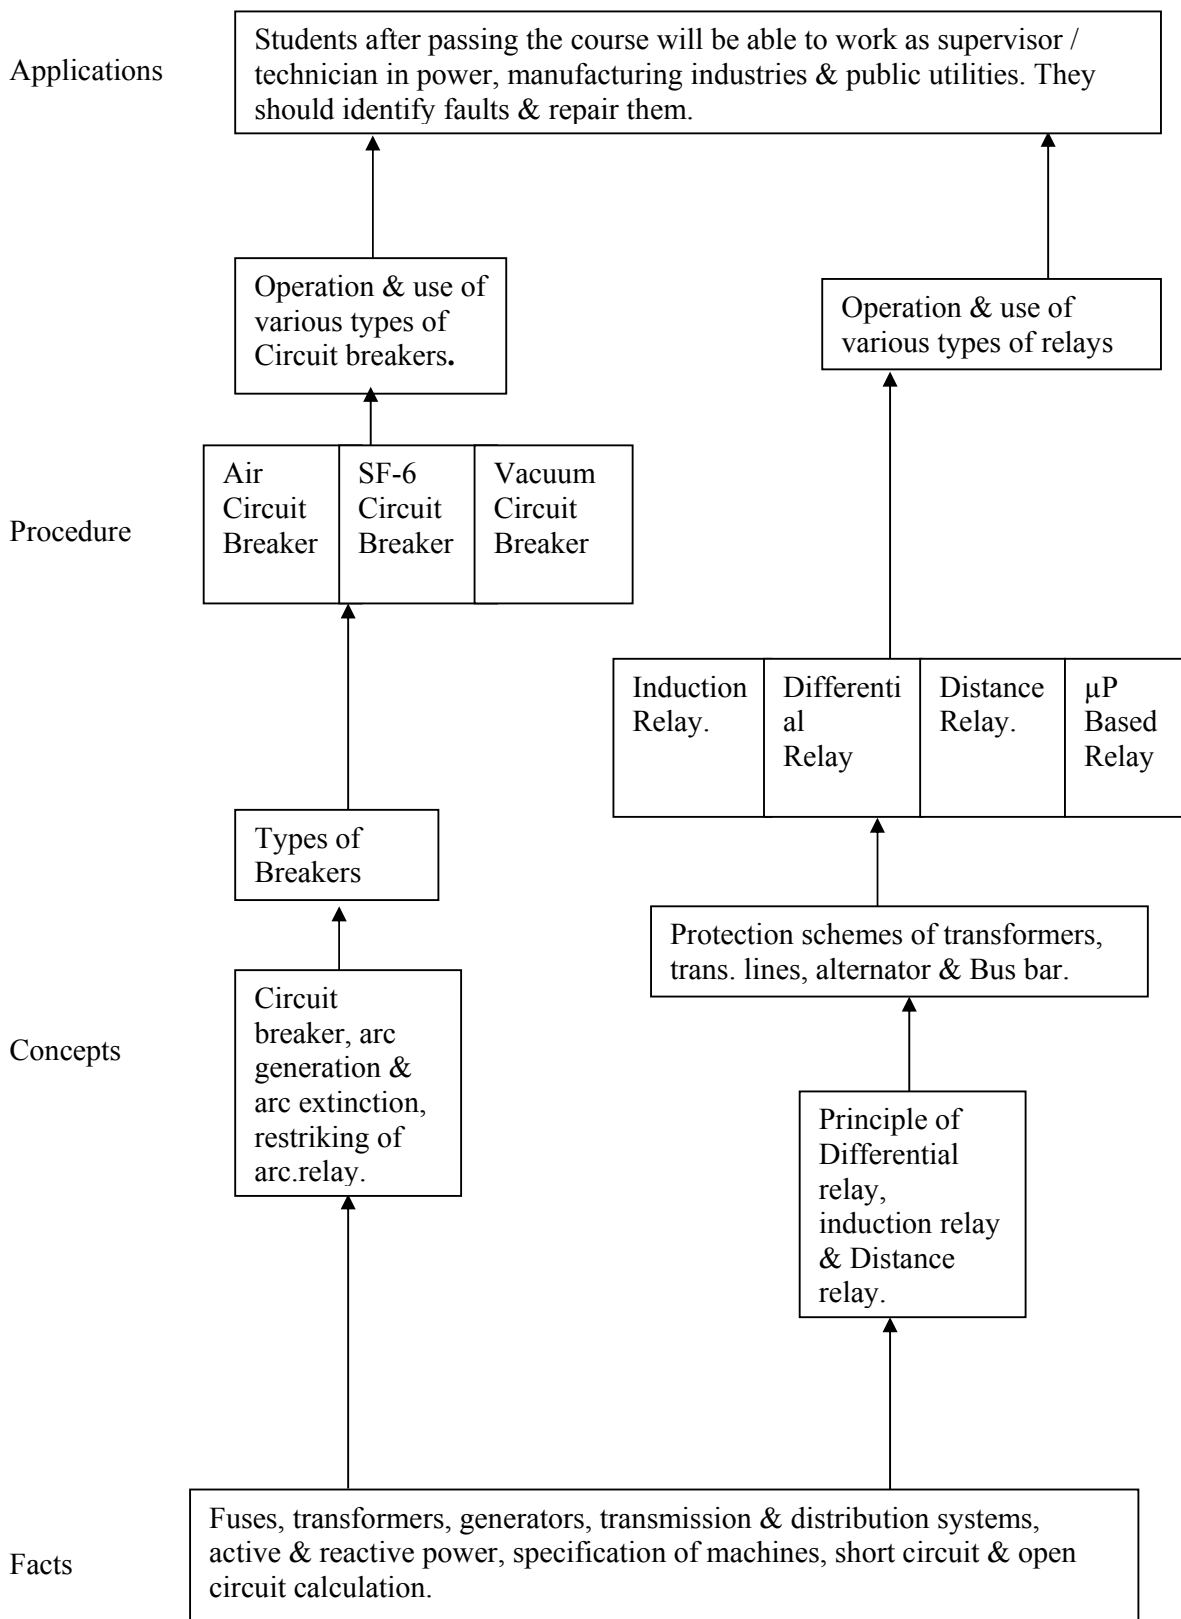 Applications
Students after passing the course will be able to work as supervisor /
technician in power, manufacturing industries & public utilities. They
should identify faults & repair them.
Operation & use of
various types of
Circuit breakers.
Operation & use of
various types of relays
Procedure
Air
Circuit
Breaker
SF-6
Circuit
Breaker
Vacuum
Circuit
Breaker
Induction
Relay.
Differenti
al
Relay
Distance
Relay.
µP
Based
Relay
Types of
Breakers
Protection schemes of transformers,
trans. lines, alternator & Bus bar.
Concepts
Circuit
breaker, arc
generation &
arc extinction,
restriking of
arc.relay.
Principle of
Differential
relay,
induction relay
& Distance
relay.
Facts
Fuses, transformers, generators, transmission & distribution systems,
active & reactive power, specification of machines, short circuit & open
circuit calculation.